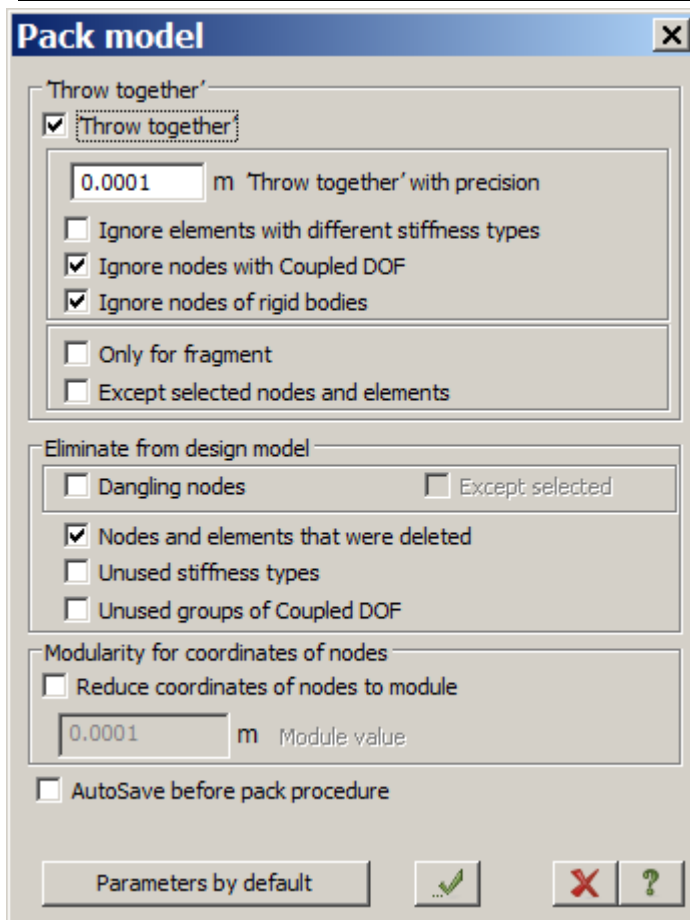 Pack model
'Throw together'
'Throw together'
0.0001 m 'Throw together' with precision
Ignore elements with different stiffness types
Ignore nodes with Coupled DOF
Ignore nodes of rigid bodies
Only for fragment
Except selected nodes and elements
Eliminate from design model
Dangling nodes Except selected
Nodes and elements that were deleted
Unused stiffness types
Unused groups of Coupled DOF
Modularity for coordinates of nodes
Reduce coordinates of nodes to module
0.0001 m Module value
AutoSave before pack procedure
Parameters by default ?